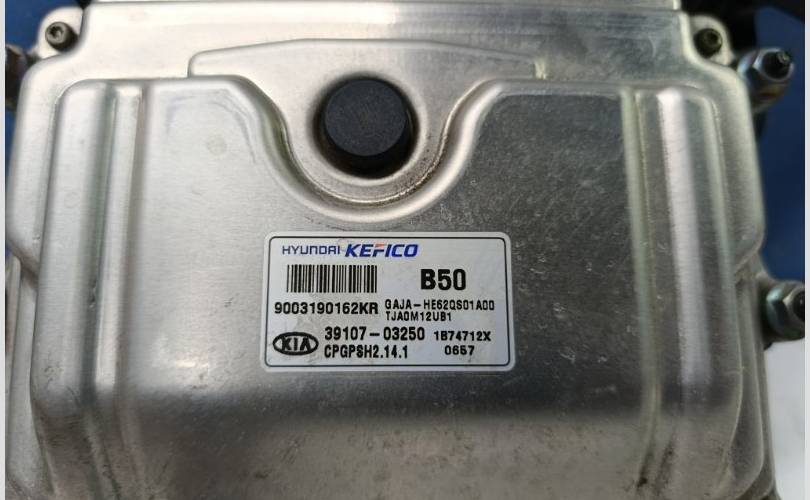 HYUNDAI KEFICO
B50
9003190162KR GAJA-HE62QS01A00
TJA0M12UB1
KIA 39107-03250 1B74712X
CPGPSH2.14.1 0657